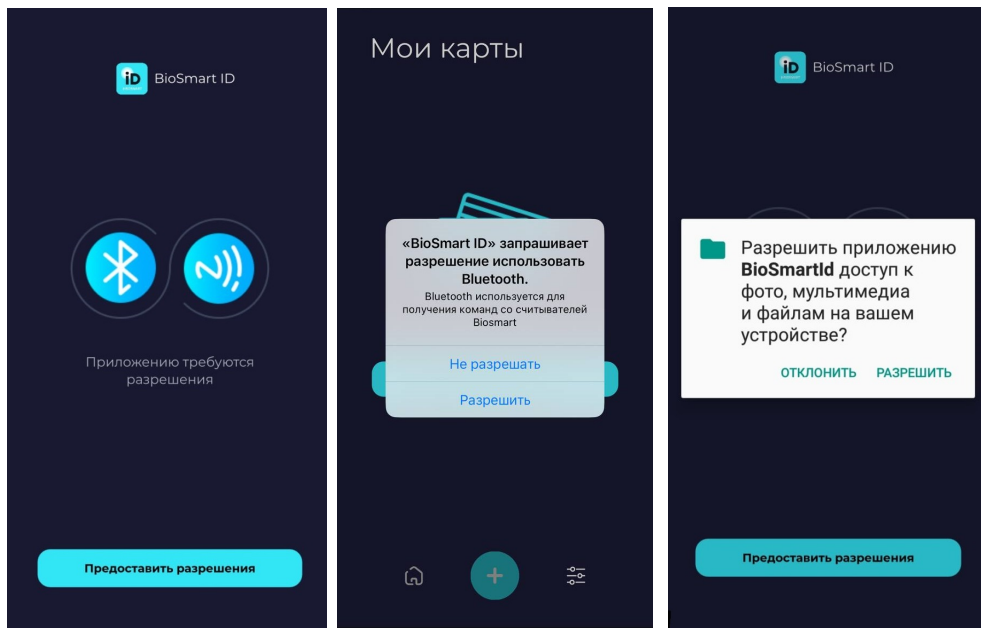 iD BioSmart ID
Приложению требуются
разрешения
Предоставить разрешения
Мои карты
«BioSmart ID» запрашивает
разрешение использовать
Bluetooth.
Bluetooth используется для
получения команд со считывателей
Biosmart
Не разрешать
Разрешить
iD BioSmart ID
Разрешить приложению
BioSmartId доступ к
фото, мультимедиа
и файлам на вашем
устройстве?
ОТКЛОНИТЬ РАЗРЕШИТЬ
Предоставить разрешения